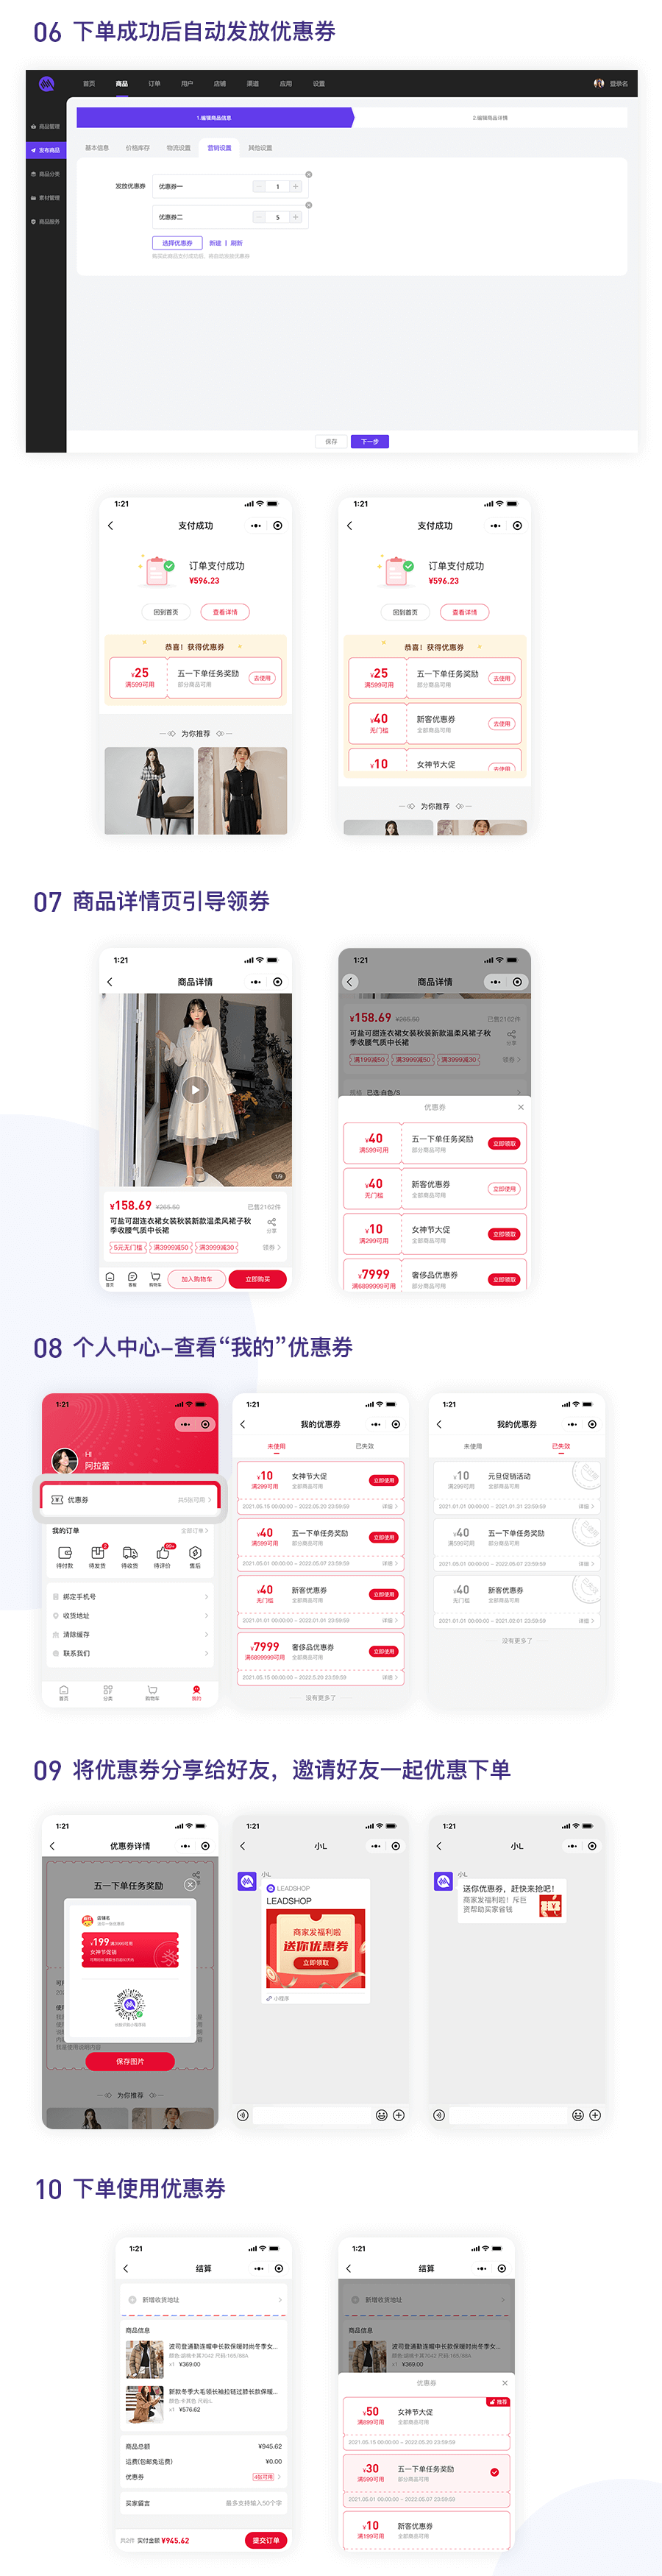 06 下单成功后自动发放优惠券
首页 商品 订单 用户 店铺 渠道 应用 设置 登录名
商品管理
发布商品
商品分类
素材管理
商品服务
1.编辑商品信息
2.编辑商品详情
基本信息 价格库存 物流设置 营销设置 其他设置
发放优惠券 优惠券一 1
优惠券二 5
选择优惠券 新建 | 刷新
保存 下一步
1:21
支付成功
订单支付成功
¥596.23
回到首页 查看详情
恭喜！获得优惠券
¥25 五一下单任务奖励 去使用
满599可用 部分商品可用
为你推荐
1:21
支付成功
订单支付成功
¥596.23
回到首页 查看详情
恭喜！获得优惠券
¥25 五一下单任务奖励 去使用
满599可用 部分商品可用
¥40 新客优惠券 去使用
无门槛 全部商品可用
¥10 女神节大促 去使用
为你推荐
07 商品详情页引导领券
1:21
商品详情
1/9
¥158.69 ¥265.50 已售2102件
可盐可甜连衣裙女装秋装新款温柔风裙子秋
季收腰气质中长裙
分享
5元无门槛 满3999减50 满3999减30 领券
首页 客服 购物车 加入购物车 立即购买
1:21
商品详情
¥158.69 ¥265.50 已售2102件
可盐可甜连衣裙女装秋装新款温柔风裙子秋
季收腰气质中长裙
分享
满199减50 满3999减50 满3999减30 领券
规格 已选:白色/S
优惠券
¥40 五一下单任务奖励 立即领取
满599可用 部分商品可用
¥40 新客优惠券 立即使用
无门槛 全部商品可用
¥10 女神节大促 立即领取
满299可用 全部商品可用
¥7999 奢侈品优惠券 立即领取
满6899999可用 全部商品可用
08 个人中心-查看“我的”优惠券
1:21
Hi
阿拉蕾
优惠券 共5张可用
我的订单 全部订单
2 99+
待付款 待发货 待收货 待评价 售后
绑定手机号
收货地址
清除缓存
联系我们
首页 分类 购物车 我的
1:21
我的优惠券
未使用 已失效
¥10 女神节大促 立即使用
满299可用 全部商品可用
2021.05.15 00:00:00 ~ 2022.05.20 23:59:59 详细
¥40 五一下单任务奖励 立即使用
满599可用 部分商品可用
2021.05.01 00:00:00 ~ 2022.05.07 23:59:59 详细
¥40 新客优惠券 立即使用
无门槛 全部商品可用
2021.01.01 00:00:00 ~ 2022.01.01 23:59:59 详细
¥7999 奢侈品优惠券 立即使用
满6899999可用 全部商品可用
2021.05.15 00:00:00 ~ 2022.5.20 23:59:59 详细
没有更多了
1:21
我的优惠券
未使用 已失效
¥10 元旦促销活动
满299可用 全部商品可用
2021.01.01 00:00:00 ~ 2021.01.31 23:59:59 详细
¥40 五一下单任务奖励
满599可用 部分商品可用
详细
¥40 新客优惠券
无门槛 全部商品可用
详细
没有更多了
09 将优惠券分享给好友，邀请好友一起优惠下单
1:21
优惠券详情
五一下单任务奖励
店铺名
¥199 满3999可用
女神节促销
保存图片
为你推荐
1:21
小L
小L
LEADSHOP
LEADSHOP
商家发福利啦
送你优惠券
立即领取
小程序
1:21
小L
小L
送你优惠券，赶快来抢吧！
商家发福利啦！斥巨
资帮助买家省钱
10 下单使用优惠券
1:21
结算
新增收货地址
商品信息
波司登通勤连帽中长款保暖时尚冬季女...
颜色:胡桃卡其7042 尺码:165/88A
x1 ¥369.00
新款冬季大毛领长袖拉链过膝长款保暖...
颜色:卡其色 尺码:L
x1 ¥576.62
商品总额 ¥945.62
运费(包邮免运费) ¥0.00
优惠券 4张可用
买家留言 最多支持输入50个字
共2件 实付金额 ¥945.62 提交订单
1:21
结算
新增收货地址
商品信息
波司登通勤连帽中长款保暖时尚冬季女...
颜色:胡桃卡其7042 尺码:165/88A
x1 ¥369.00
优惠券
推荐
¥50 女神节大促
满899可用 全部商品可用
2021.05.15 00:00:00 ~ 2022.05.20 23:59:59
¥30 五一下单任务奖励
满599可用 部分商品可用
2021.05.01 00:00:00 ~ 2022.05.07 23:59:59
¥10 新客优惠券
满199可用 全部商品可用